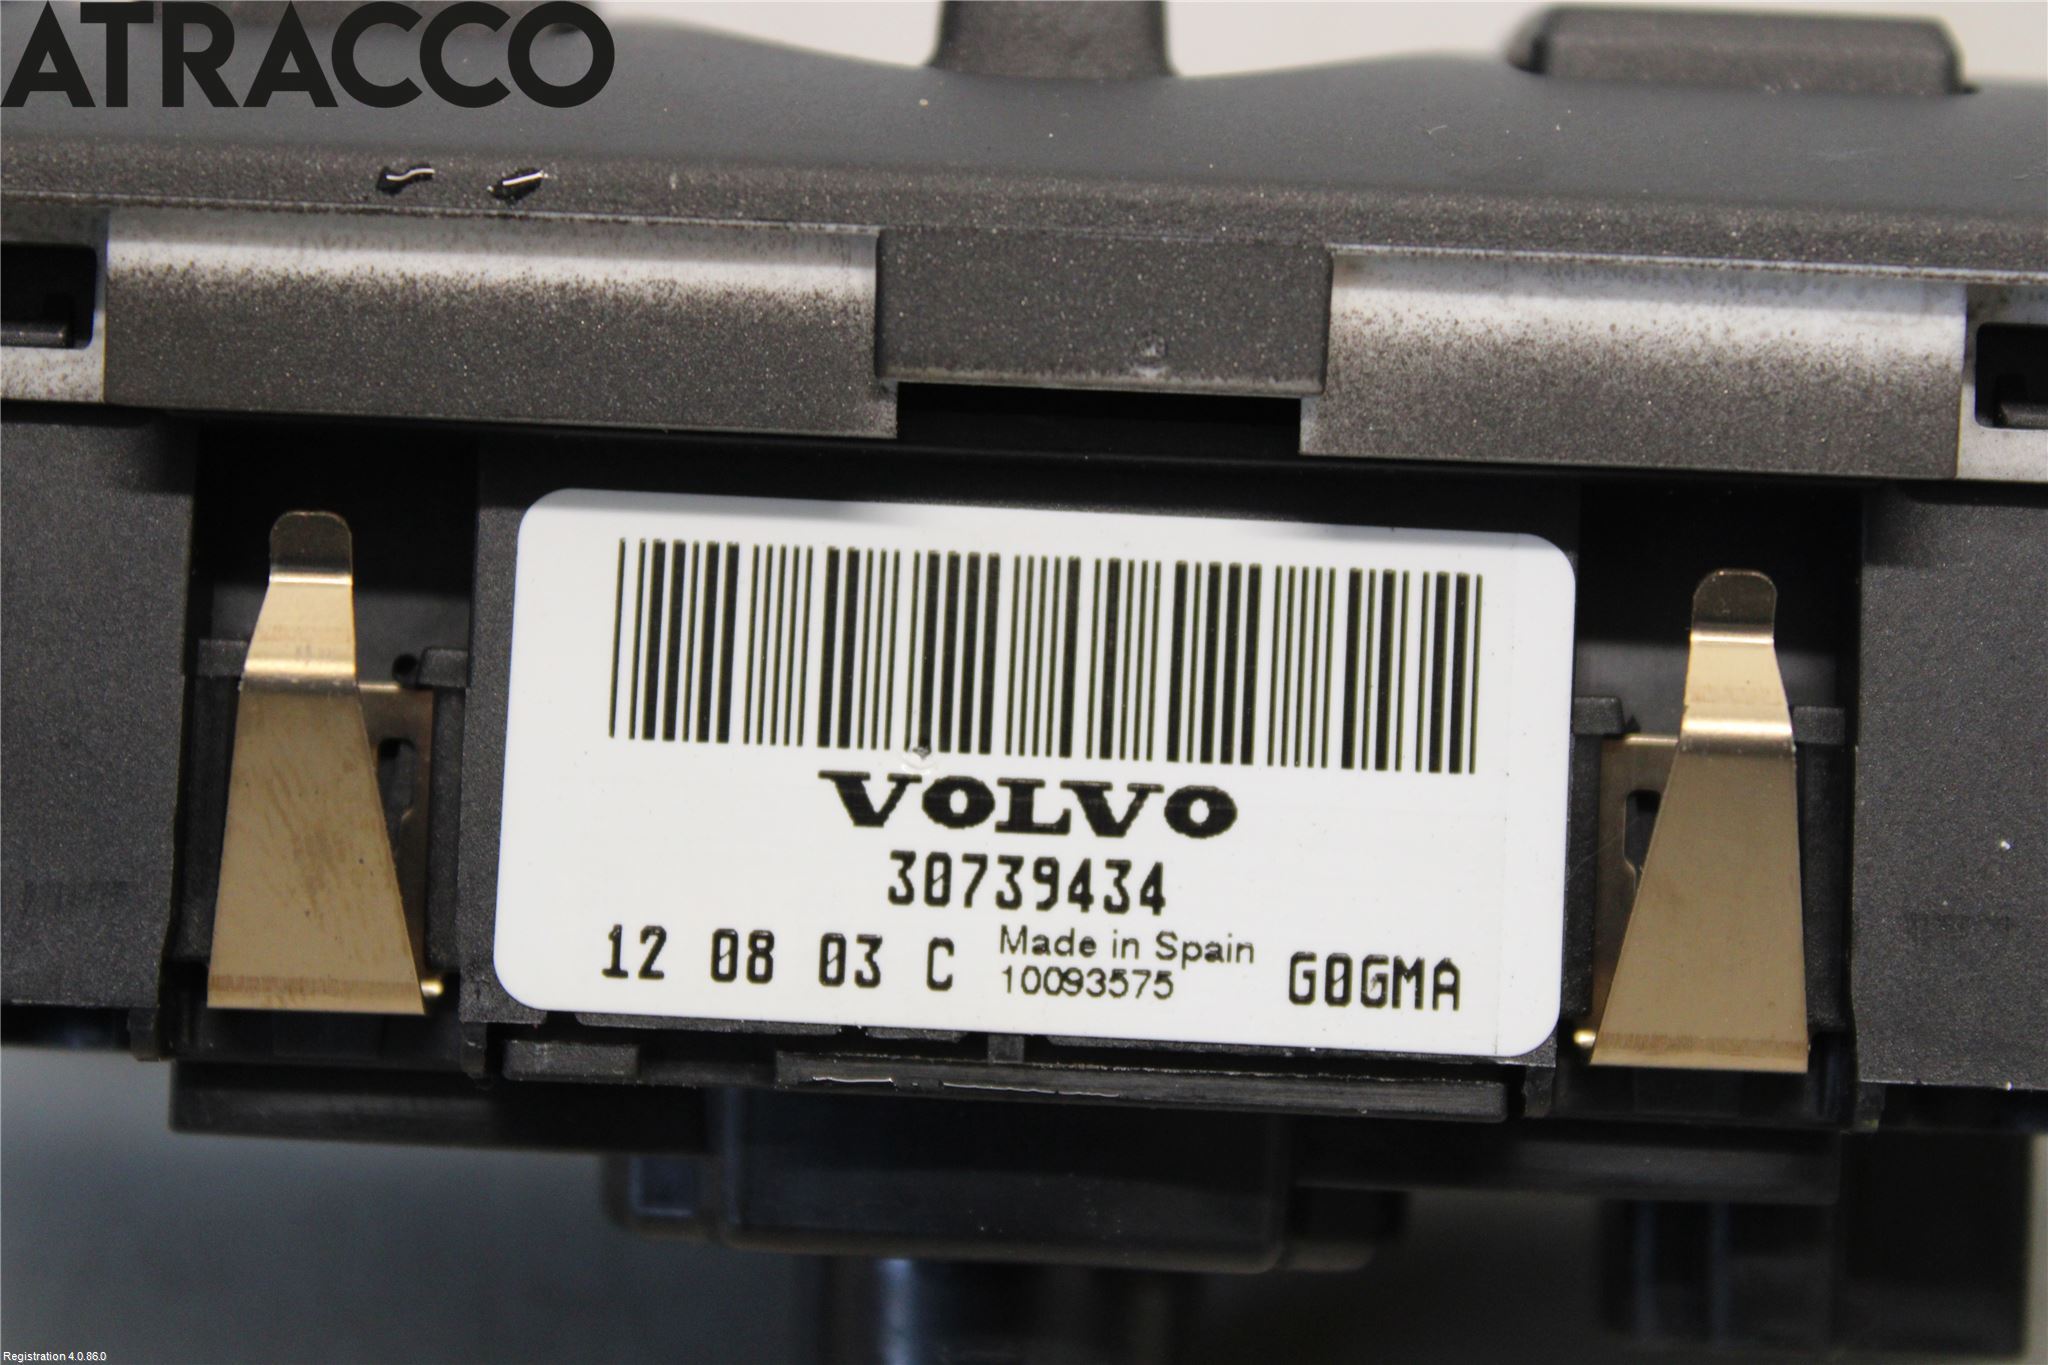 ATRACCO
VOLVO
30739434
12 08 03 C Made in Spain G0GMA
10093575
Registration 4.0.86.0